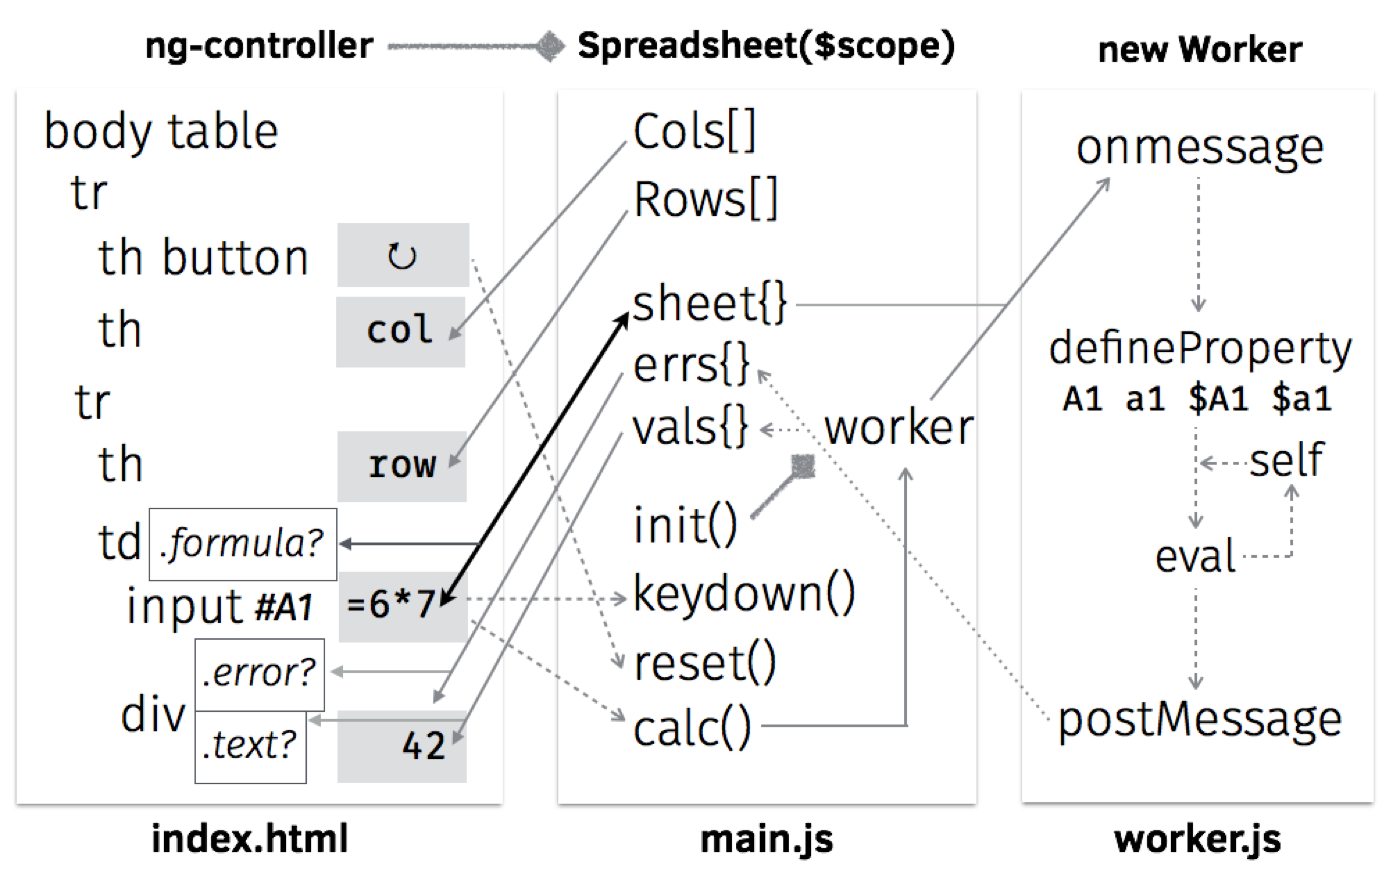 ng-controller
Spreadsheet($scope)
new Worker
body table
tr
th button ↻
th col
tr
th row
td .formula?
input #A1 =6*7
.error?
div
.text?
42
index.html
Cols[]
Rows[]
sheet{}
errs{}
vals{} worker
init()
keydown()
reset()
calc()
main.js
onmessage
defineProperty
A1 a1 $A1 $a1
self
eval
postMessage
worker.js